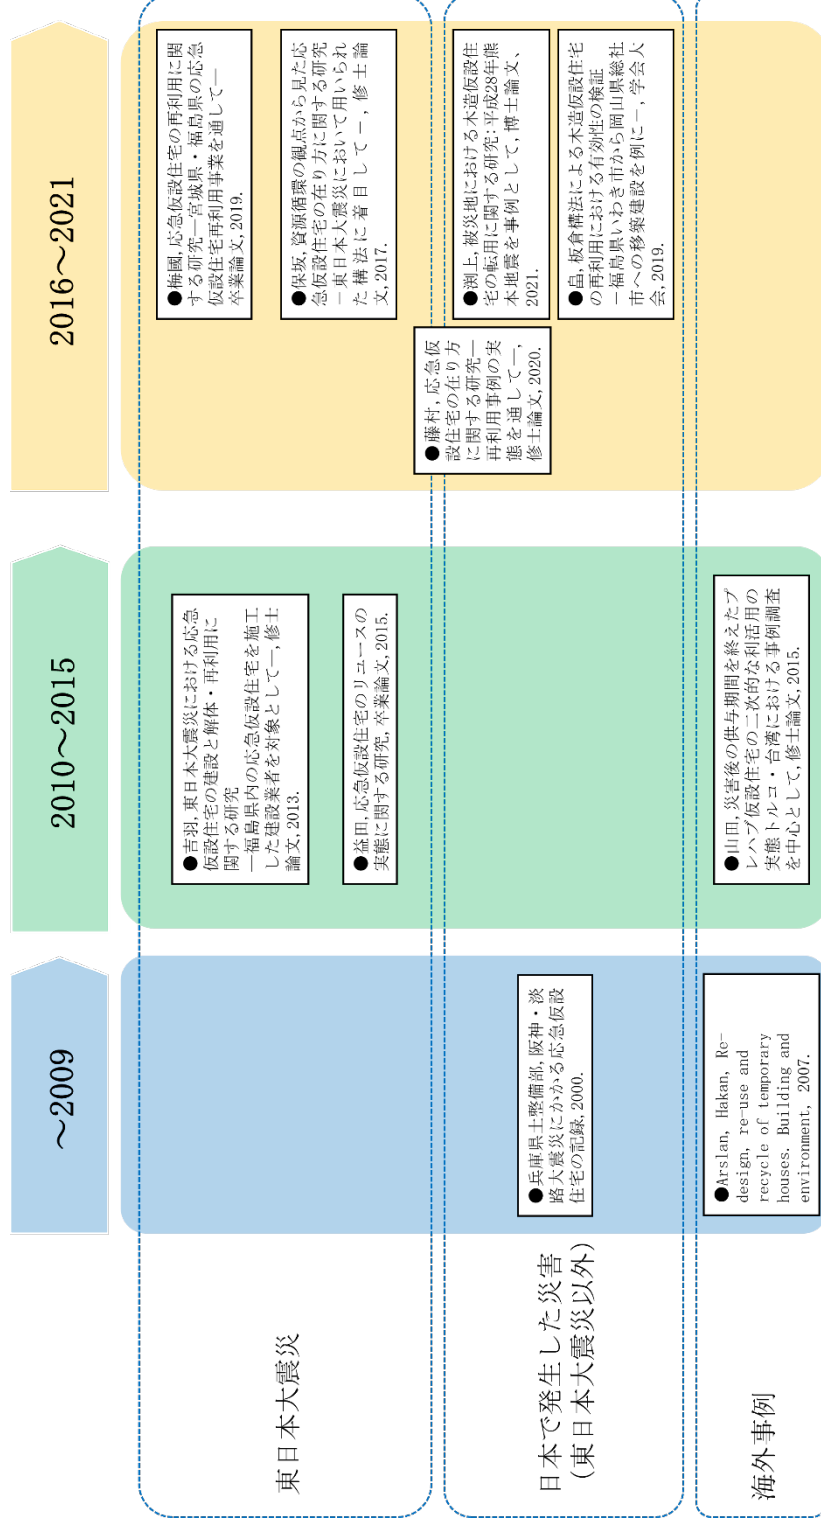 ～2009
2010～2015
2016～2021
東日本大震災
●吉羽, 東日本大震災における応急
仮設住宅の建設と解体・再利用に
関する研究
―福島県内の応急仮設住宅を施工
した建設業者を対象として―, 修士
論文, 2013.
●益田, 応急仮設住宅のリユースの
実態に関する研究, 卒業論文, 2015.
●梅國, 応急仮設住宅の再利用に関
する研究―宮城県・福島県の応急
仮設住宅再利用事業を通して―
卒業論文, 2019.
●保坂, 資源循環の観点から見た応
急仮設住宅の在り方に関する研究
－東日本大震災において用いられ
た構法に着目して－, 修士論
文, 2017.
●藤村, 応急仮
設住宅の在り方
に関する研究―
再利用事例の実
態を通して―,
修士論文, 2020.
日本で発生した災害
(東日本大震災以外)
●兵庫県土整備部, 阪神・淡
路大震災にかかる応急仮設
住宅の記録, 2000.
●渕上, 被災地における木造仮設住
宅の転用に関する研究: 平成28年熊
本地震を事例として, 博士論文、
2021.
●畠, 板倉構法による木造仮設住宅
の再利用における有効性の検証
－福島県いわき市から岡山県総社
市への移築建設を例に－, 学会大
会, 2019.
海外事例
●Arslan, Hakan, Re-
design, re-use and
recycle of temporary
houses. Building and
environment, 2007.
●山田, 災害後の供与期間を終えたプ
レハブ仮設住宅の二次的な利活用の
実態トルコ・台湾における事例調査
を中心として, 修士論文, 2015.